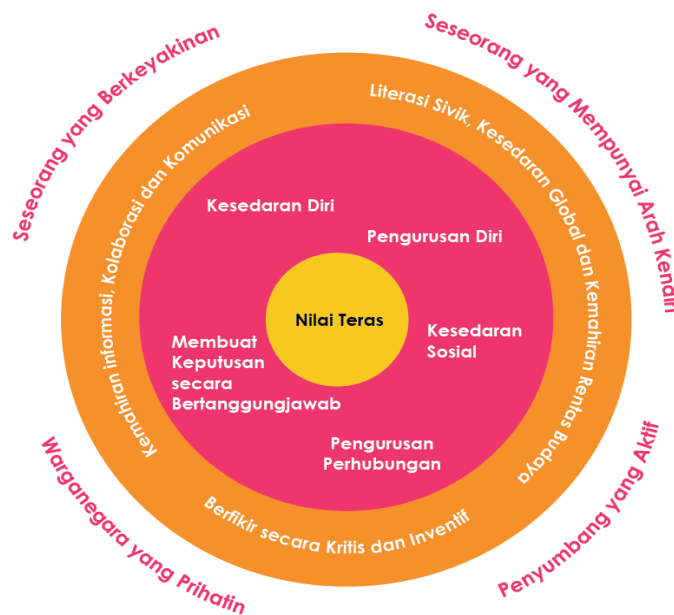 Seseorang yang Berkeyakinan
Seseorang yang Mempunyai Arah Kendiri
Kemahiran informasi, Kolaborasi dan Komunikasi
Literasi Sivik, Kesedaran Global dan Kemahiran Rentas Budaya
Kesedaran Diri
Pengurusan Diri
Nilai Teras
Membuat
Keputusan
secara
Bertanggungjawab
Kesedaran
Sosial
Pengurusan
Perhubungan
Berfikir secara Kritis dan Inventif
Warganegara yang Prihatin
Penyumbang yang Aktif